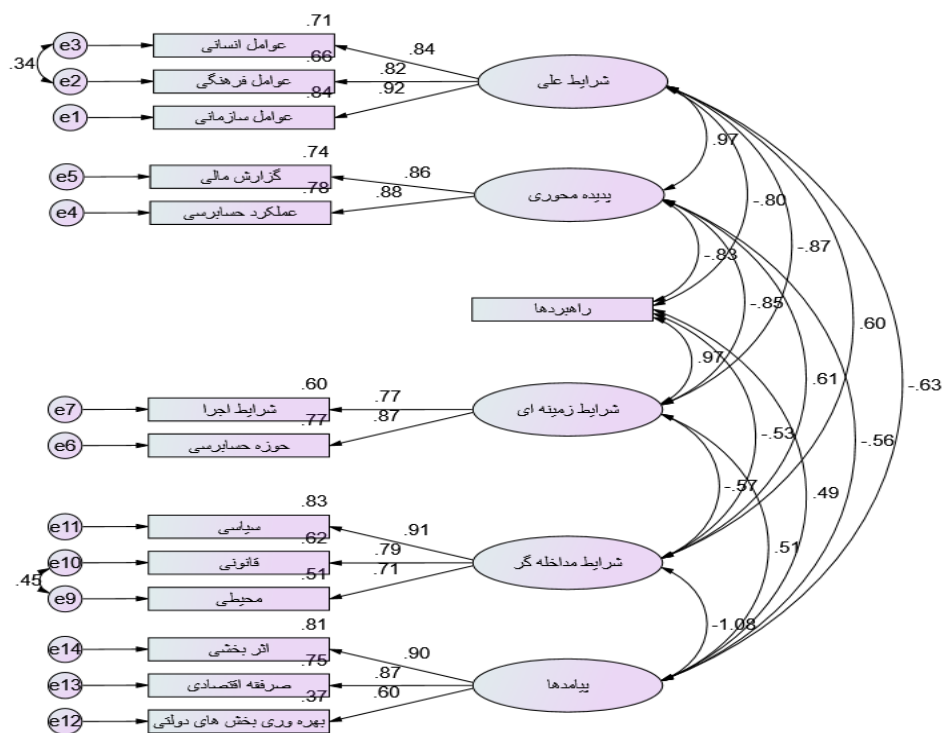 .71
e3
عوامل انسانی
.84
.34
.66
e2
عوامل فرهنگی
.82
شرایط علی
.84
e1
عوامل سازمانی
.92
.97
.74
e5
گزارش مالی
.86
پدیده محوری
.78
e4
عملکرد حسابرسی
.88
-.80
-.87
-.83
راهبردها
-.85
.60
.97
.61
-.63
.60
e7
شرایط اجرا
.77
شرایط زمینه ای
.77
e6
حوزه حسابرسی
.87
-.53
-.56
-.57
.49
.83
e11
سیاسی
.91
.51
.62
e10
قانونی
.79
شرایط مداخله گر
.45
.51
e9
محیطی
.71
-1.08
.81
e14
اثر بخشی
.90
.75
e13
صرفقه اقتصادی
.87
پیامدها
.37
e12
بهره وری بخش های دولتی
.60